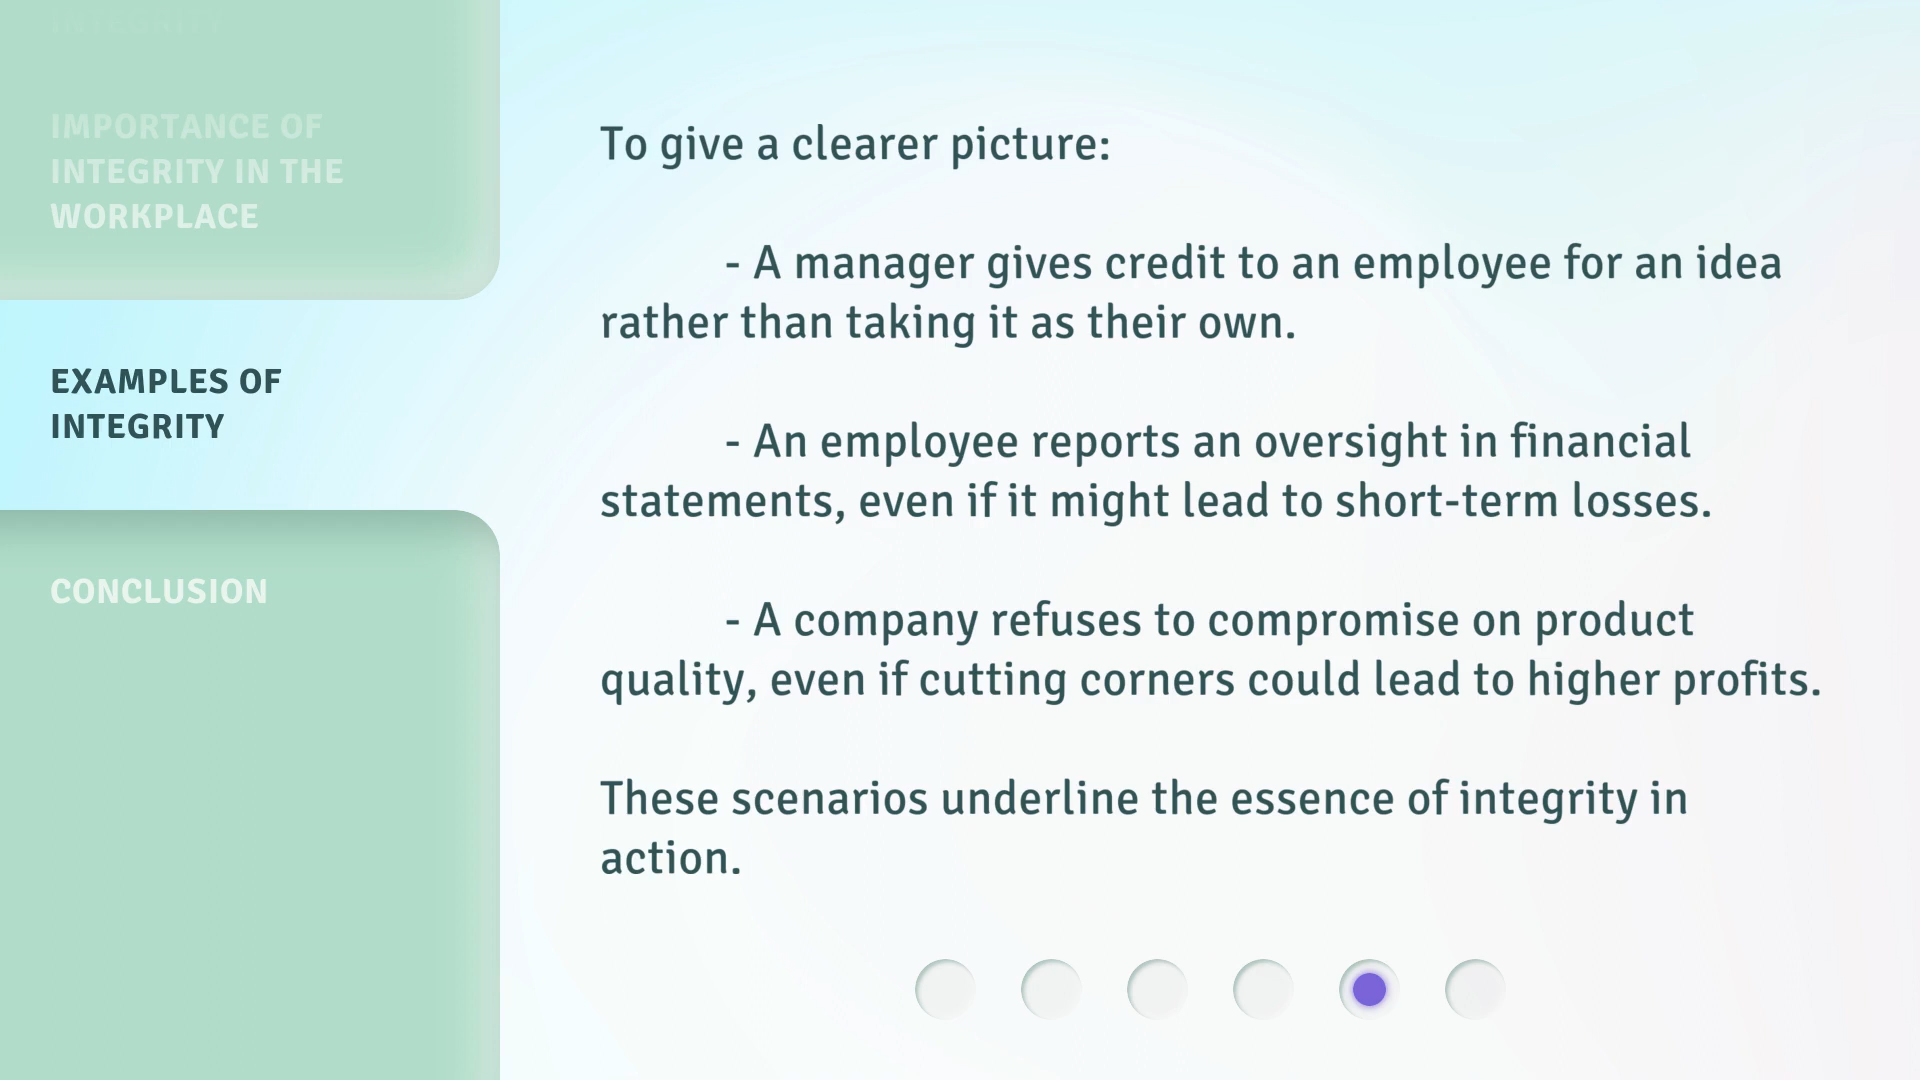 INTEGRITY
IMPORTANCE OF
INTEGRITY IN THE
WORKPLACE
EXAMPLES OF
INTEGRITY
CONCLUSION
To give a clearer picture:
- A manager gives credit to an employee for an idea
rather than taking it as their own.
- An employee reports an oversight in financial
statements, even if it might lead to short-term losses.
- A company refuses to compromise on product
quality, even if cutting corners could lead to higher profits.
These scenarios underline the essence of integrity in
action.